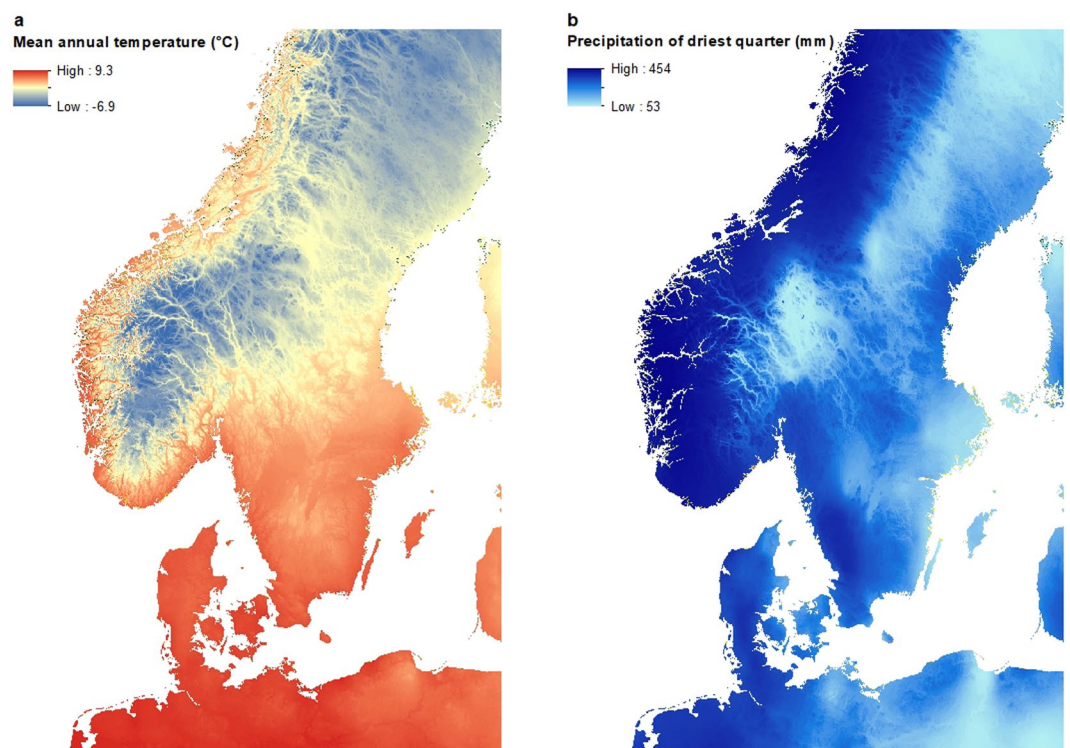 a
Mean annual temperature (°C)
High : 9.3
Low : -6.9
b
Precipitation of driest quarter (mm)
High : 454
Low : 53